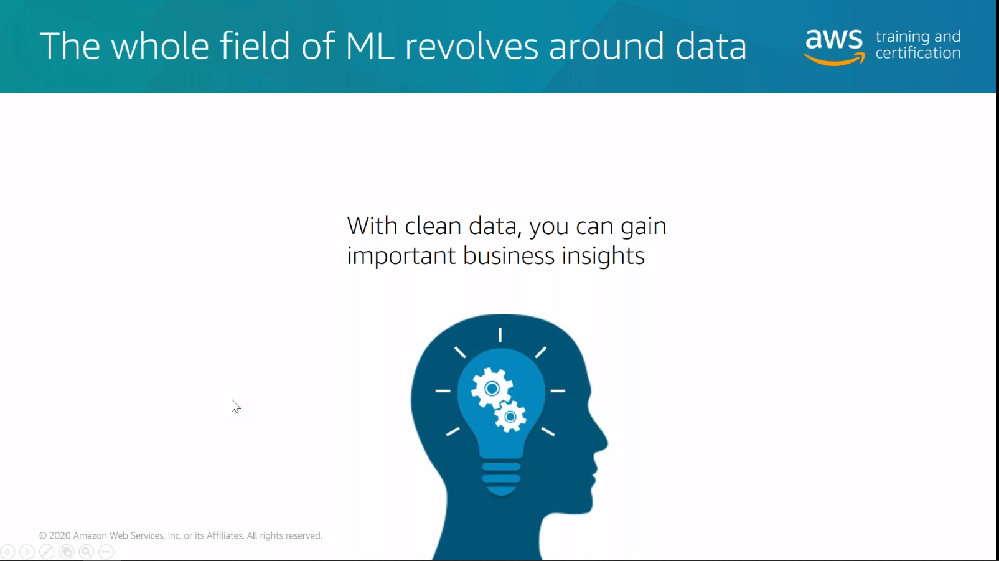 The whole field of ML revolves around data
aws training and
certification
With clean data, you can gain
important business insights
© 2020 Amazon Web Services, Inc. or its Affiliates. All rights reserved.